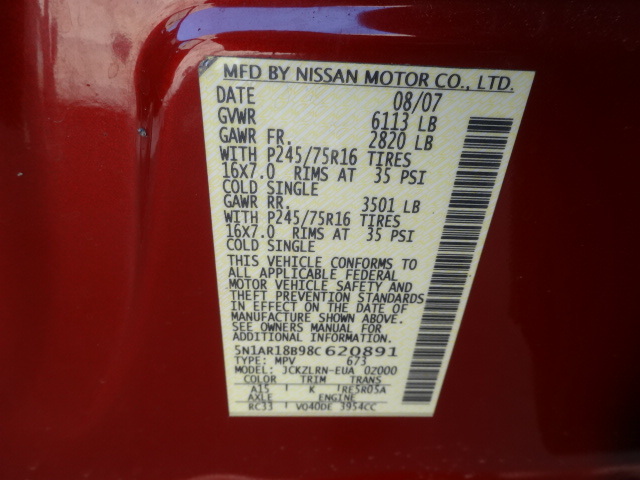 MFD BY NISSAN MOTOR CO., LTD.
DATE 08/07
GVWR 6113 LB
GAWR FR. 2820 LB
WITH P245/75R16 TIRES
16X7.0 RIMS AT 35 PSI
COLD SINGLE
GAWR RR. 3501 LB
WITH P245/75R16 TIRES
16X7.0 RIMS AT 35 PSI
COLD SINGLE
THIS VEHICLE CONFORMS TO
ALL APPLICABLE FEDERAL
MOTOR VEHICLE SAFETY AND
THEFT PREVENTION STANDARDS
IN EFFECT ON THE DATE OF
MANUFACTURE SHOWN ABOVE.
SEE OWNERS MANUAL FOR
ADDITIONAL INFORMATION
5N1AR18B98C620891
TYPE: MPV 673
MODEL: JCKZLRN-EUA 02000
COLOR TRIM TRANS
A15 K RE5R05A
AXLE ENGINE
RC33 VQ40DE 3954CC